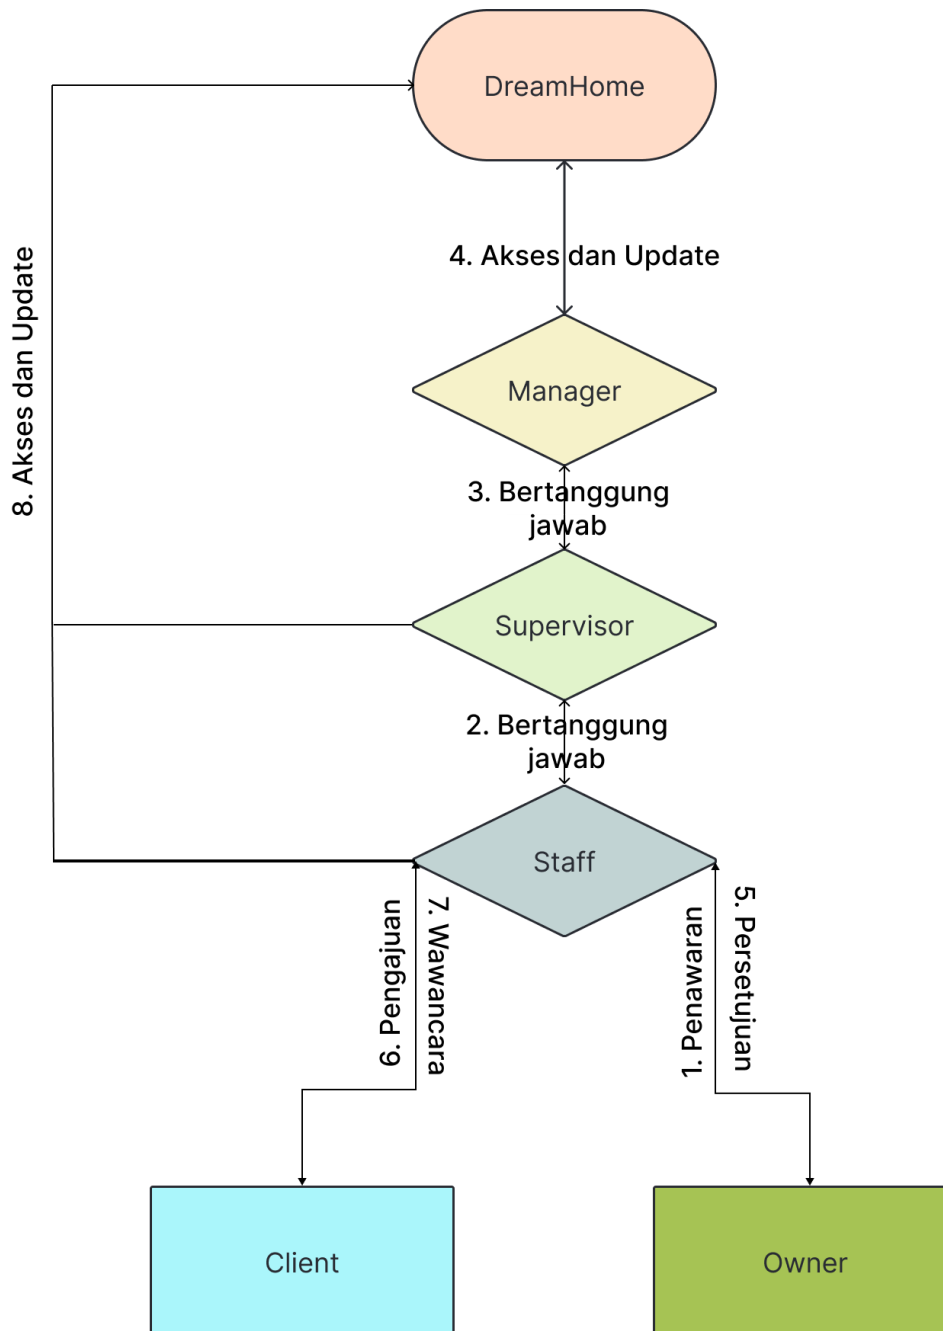 DreamHome
4. Akses dan Update
8. Akses dan Update
Manager
3. Bertanggung
jawab
Supervisor
2. Bertanggung
jawab
Staff
6. Pengajuan
7. Wawancara
1. Penawaran
5. Persetujuan
Client
Owner